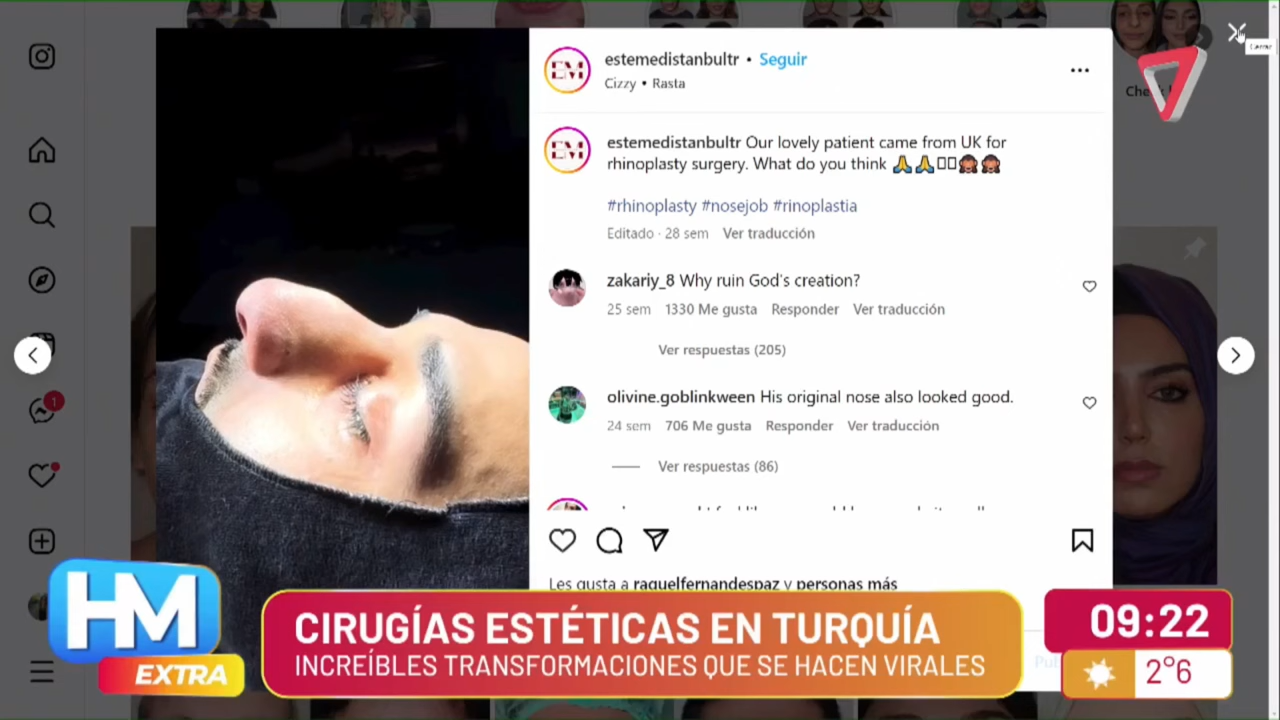 estemedistanbultr • Seguir
Cizzy • Rasta
EM
EM
estemedistanbultr Our lovely patient came from UK for
rhinoplasty surgery. What do you think 🙏🙏▯▯🙈🙈
#rhinoplasty #nosejob #rinoplastia
Editado · 28 sem Ver traducción
zakariy_8 Why ruin God's creation?
25 sem 1330 Me gusta Responder Ver traducción
Ver respuestas (205)
olivine.goblinkween His original nose also looked good.
24 sem 706 Me gusta Responder Ver traducción
Ver respuestas (86)
Les gusta a raquelfernandespaz y personas más
1
HM
EXTRA
CIRUGÍAS ESTÉTICAS EN TURQUÍA
INCREÍBLES TRANSFORMACIONES QUE SE HACEN VIRALES
09:22
2°6